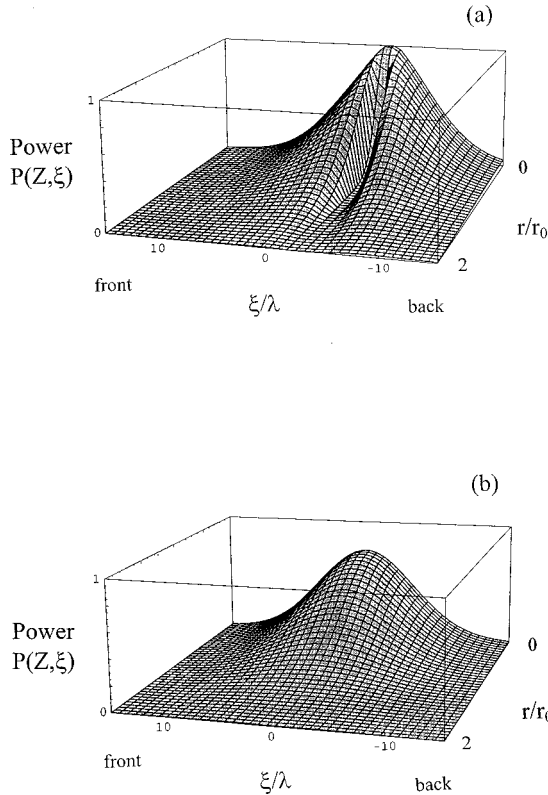 (a)
1
Power
P(Z,ξ)
0
10
0
-10
0
r/r0
2
front
ξ/λ
back
(b)
1
Power
P(Z,ξ)
0
10
0
-10
0
r/r0
2
front
ξ/λ
back